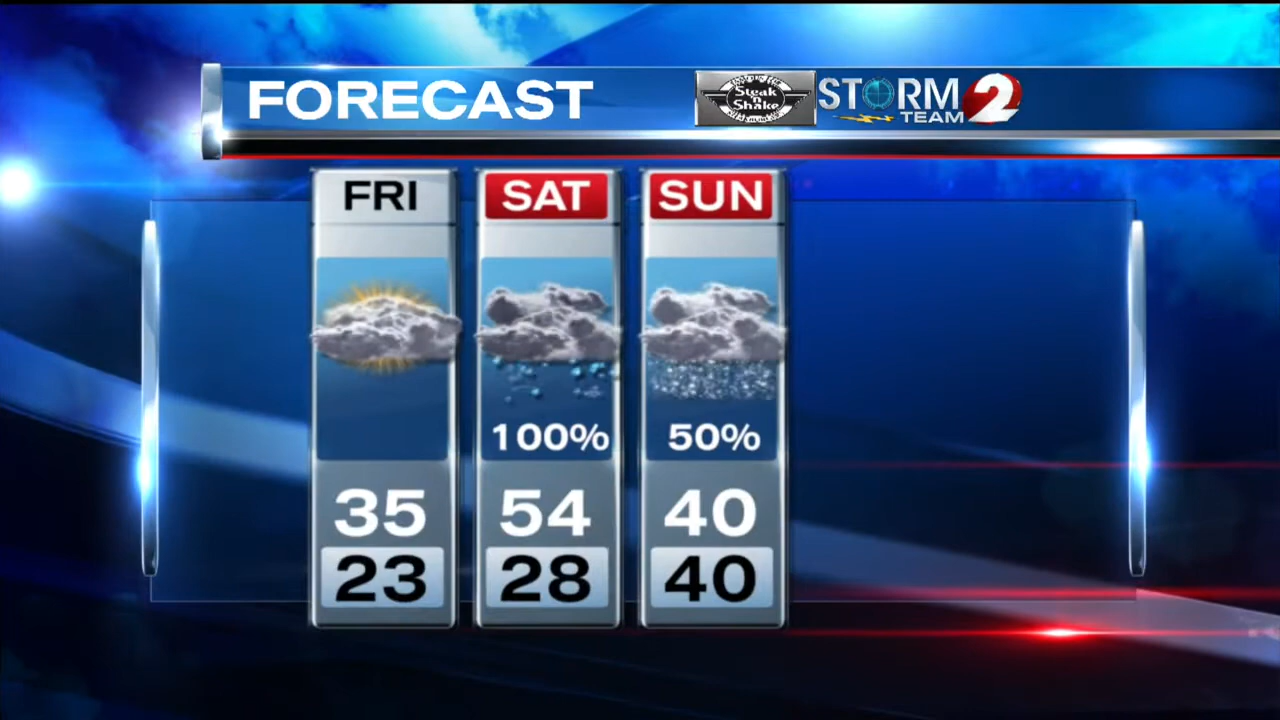 FORECAST
Steak
n
Shake
STORM
TEAM
2
FRI
SAT
SUN
100%
50%
35
54
40
23
28
40